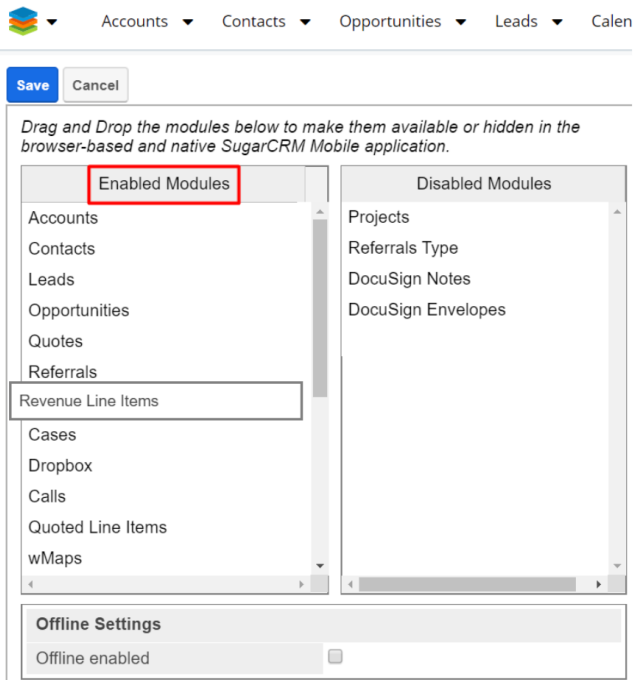 Accounts Contacts Opportunities Leads Calen
Save Cancel
Drag and Drop the modules below to make them available or hidden in the
browser-based and native SugarCRM Mobile application.
Enabled Modules
Accounts
Contacts
Leads
Opportunities
Quotes
Referrals
Revenue Line Items
Cases
Dropbox
Calls
Quoted Line Items
wMaps
Disabled Modules
Projects
Referrals Type
DocuSign Notes
DocuSign Envelopes
Offline Settings
Offline enabled